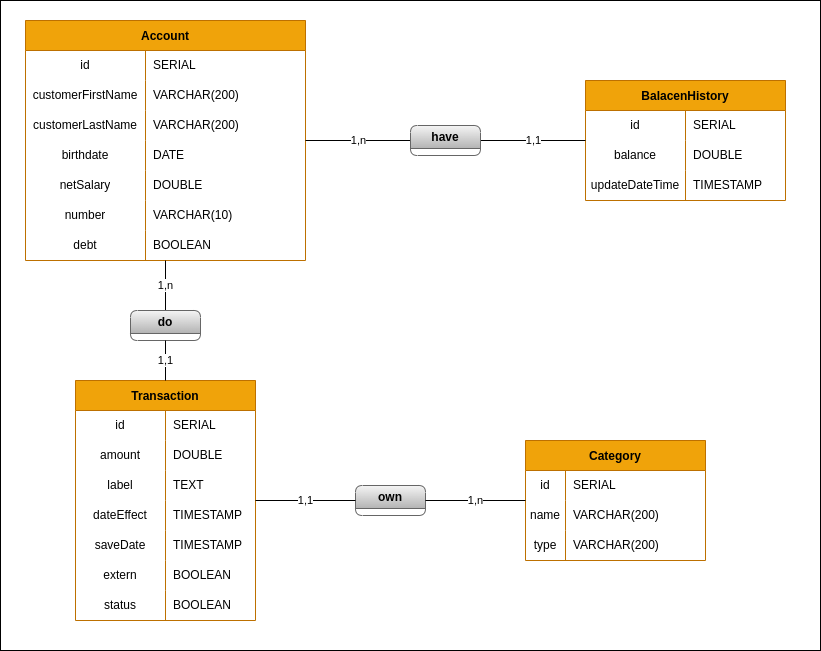 Account
id SERIAL
customerFirstName VARCHAR(200)
customerLastName VARCHAR(200)
birthdate DATE
netSalary DOUBLE
number VARCHAR(10)
debt BOOLEAN
1,n
have
1,1
BalacenHistory
id SERIAL
balance DOUBLE
updateDateTime TIMESTAMP
1,n
do
1,1
Transaction
id SERIAL
amount DOUBLE
label TEXT
dateEffect TIMESTAMP
saveDate TIMESTAMP
extern BOOLEAN
status BOOLEAN
1,1
own
1,n
Category
id SERIAL
name VARCHAR(200)
type VARCHAR(200)